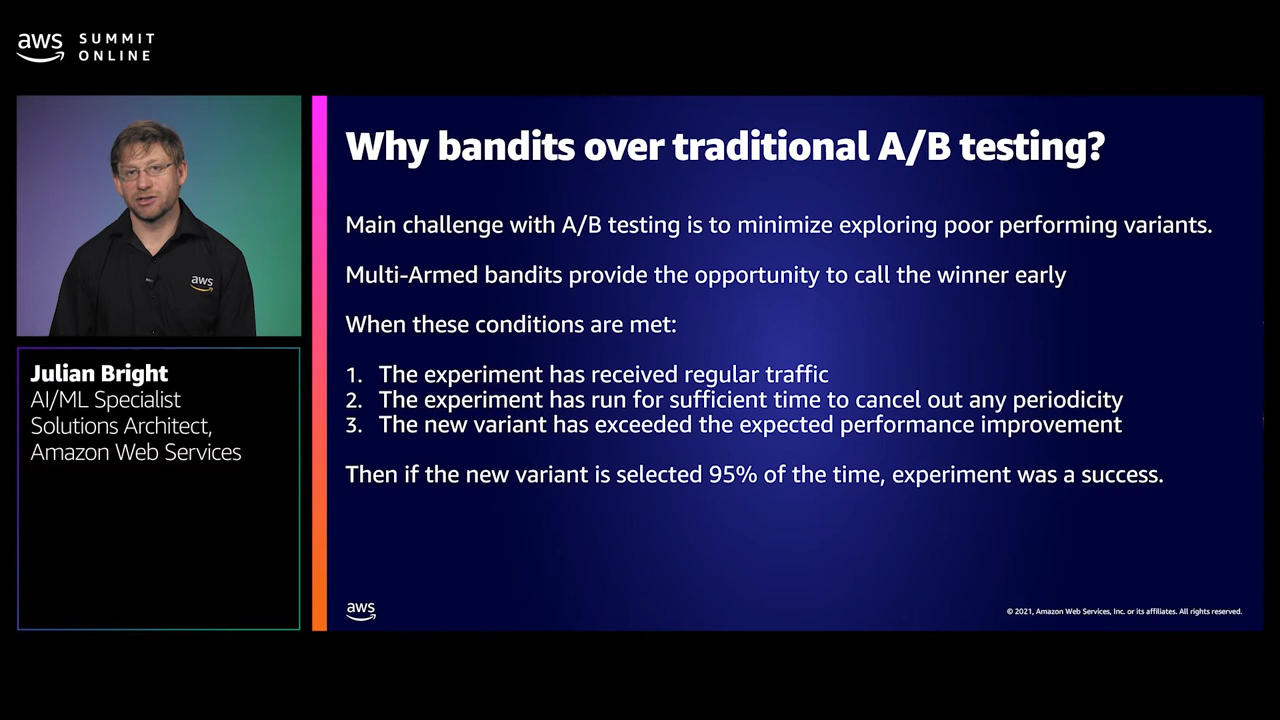 aws
SUMMIT
ONLINE
aws
Julian Bright
AI/ML Specialist
Solutions Architect,
Amazon Web Services
Why bandits over traditional A/B testing?
Main challenge with A/B testing is to minimize exploring poor performing variants.
Multi-Armed bandits provide the opportunity to call the winner early
When these conditions are met:
1. The experiment has received regular traffic
2. The experiment has run for sufficient time to cancel out any periodicity
3. The new variant has exceeded the expected performance improvement
Then if the new variant is selected 95% of the time, experiment was a success.
aws
© 2021, Amazon Web Services, Inc. or its affiliates. All rights reserved.